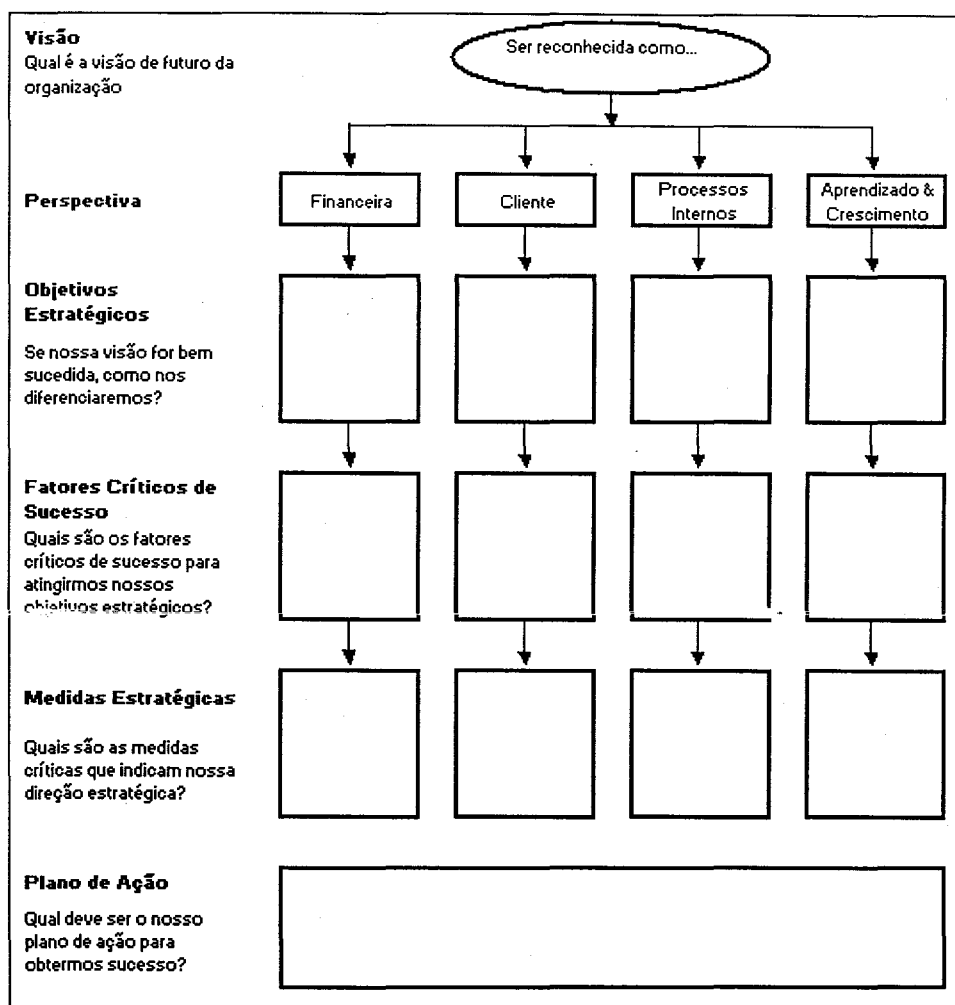 Visão
Qual é a visão de futuro da
organização
Ser reconhecida como...
Perspectiva
Financeira
Cliente
Processos
Internos
Aprendizado &
Crescimento
Objetivos
Estratégicos
Se nossa visão for bem
sucedida, como nos
diferenciaremos?
Fatores Críticos de
Sucesso
Quais são os fatores
críticos de sucesso para
atingirmos nossos
objetivos estratégicos?
Medidas Estratégicas
Quais são as medidas
críticas que indicam nossa
direção estratégica?
Plano de Ação
Qual deve ser o nosso
plano de ação para
obtermos sucesso?